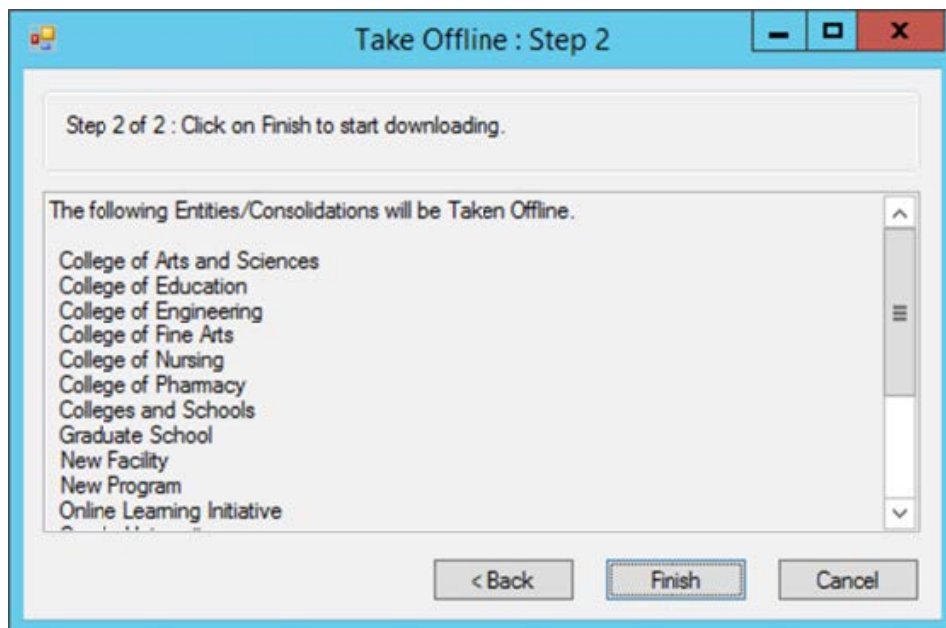 Take Offline : Step 2
Step 2 of 2 : Click on Finish to start downloading.
The following Entities/Consolidations will be Taken Offline.
College of Arts and Sciences
College of Education
College of Engineering
College of Fine Arts
College of Nursing
College of Pharmacy
Colleges and Schools
Graduate School
New Facility
New Program
Online Learning Initiative
< Back
Finish
Cancel